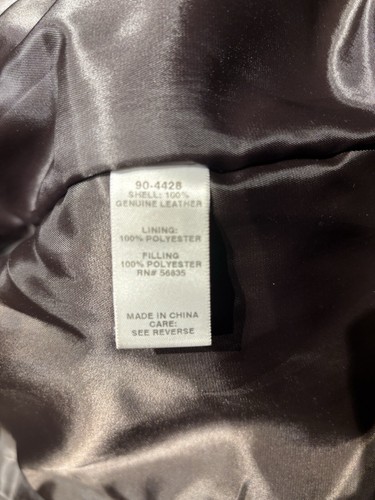 90-4428
SHELL: 100%
GENUINE LEATHER
LINING:
100% POLYESTER
FILLING
100% POLYESTER
RN# 56835
MADE IN CHINA
CARE:
SEE REVERSE